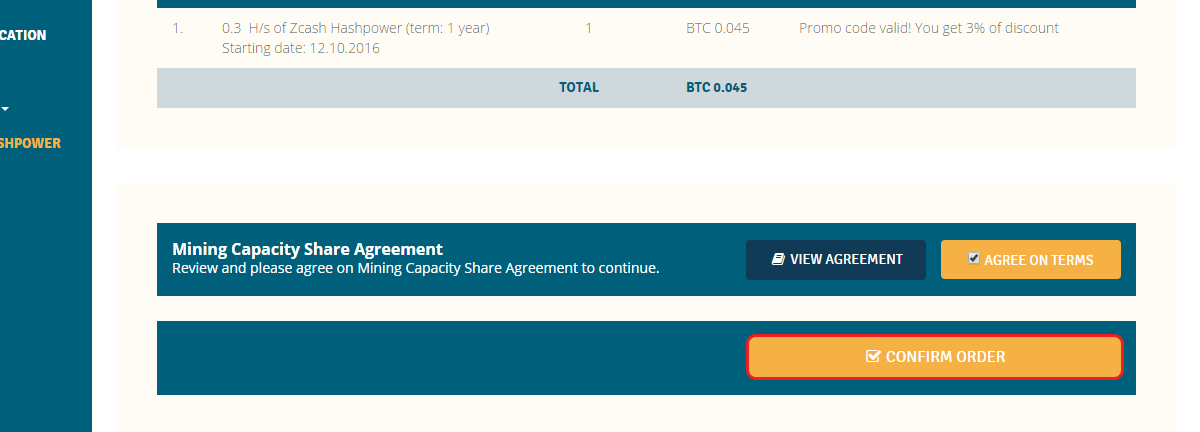 CATION
SHPOWER
1. 0.3 H/s of Zcash Hashpower (term: 1 year) 1 BTC 0.045 Promo code valid! You get 3% of discount
Starting date: 12.10.2016
TOTAL BTC 0.045
Mining Capacity Share Agreement
Review and please agree on Mining Capacity Share Agreement to continue.
VIEW AGREEMENT
AGREE ON TERMS
CONFIRM ORDER